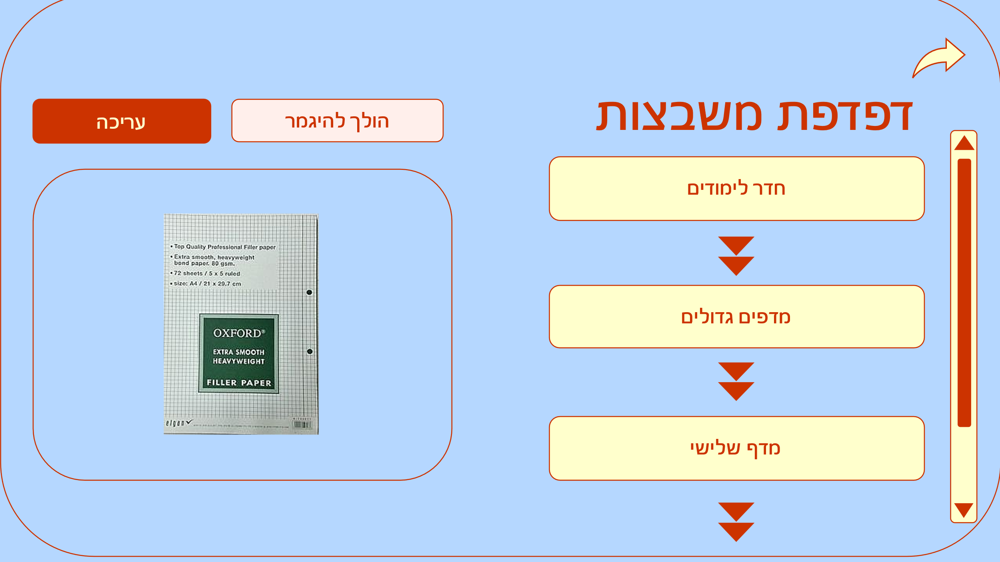 דפדפת משבצות
הולך להיגמר
עריכה
חדר לימודים
מדפים גדולים
מדף שלישי
• Top Quality Professional Filler paper
• Extra smooth, heavyweight
bond paper. 80 gsm.
• 72 sheets / 5 x 5 ruled
• size: A4 / 21 x 29.7 cm
OXFORD®
EXTRA SMOOTH
HEAVYWEIGHT
FILLER PAPER
elgan